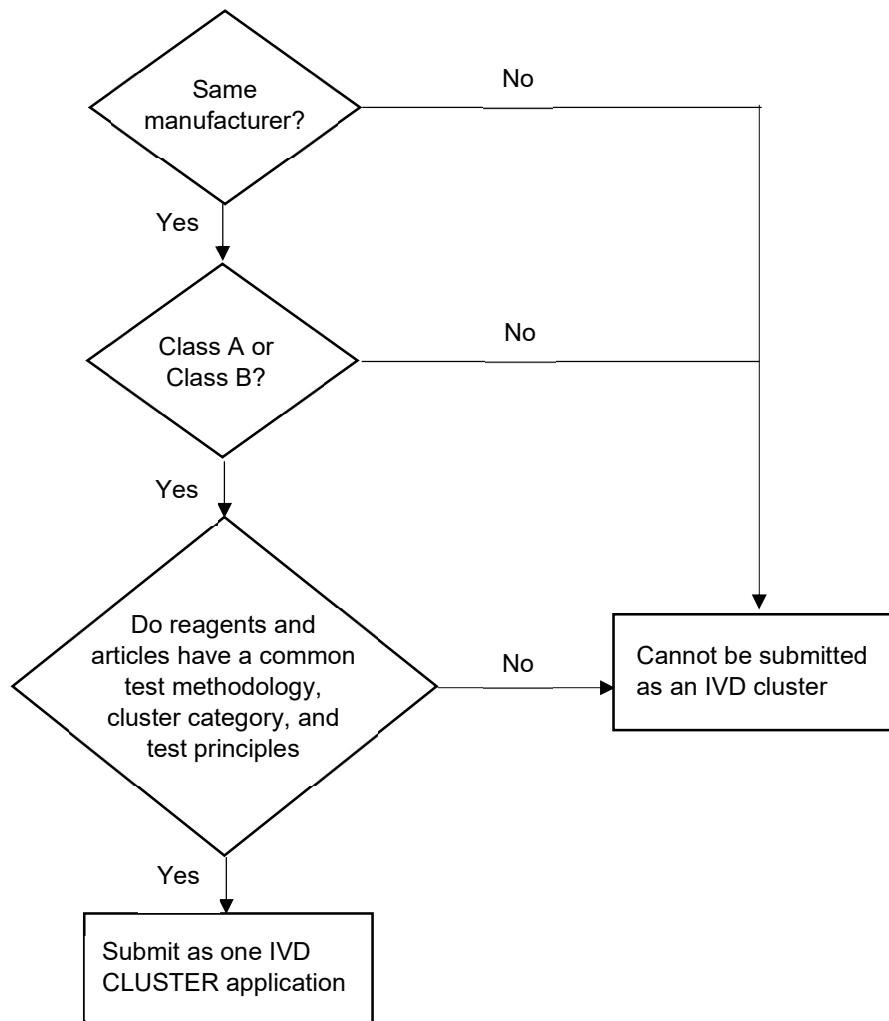 Same
manufacturer?
No
Yes
Class A or
Class B?
No
Yes
Do reagents and
articles have a common
test methodology,
cluster category, and
test principles
No
Cannot be submitted
as an IVD cluster
Yes
Submit as one IVD
CLUSTER application